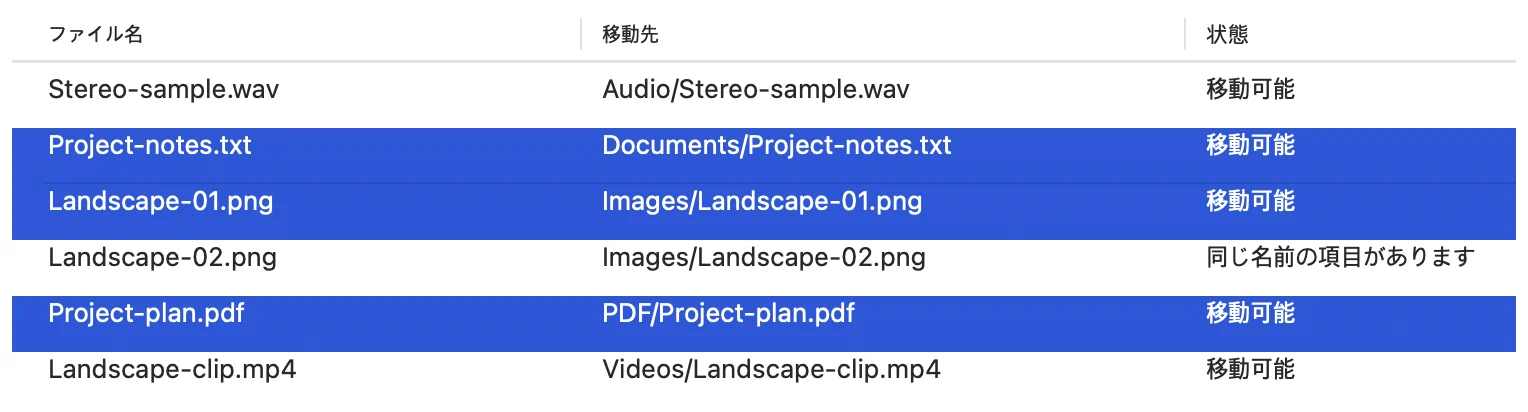 ファイル名 移動先 状態
Stereo-sample.wav Audio/Stereo-sample.wav 移動可能
Project-notes.txt Documents/Project-notes.txt 移動可能
Landscape-01.png Images/Landscape-01.png 移動可能
Landscape-02.png Images/Landscape-02.png 同じ名前の項目があります
Project-plan.pdf PDF/Project-plan.pdf 移動可能
Landscape-clip.mp4 Videos/Landscape-clip.mp4 移動可能